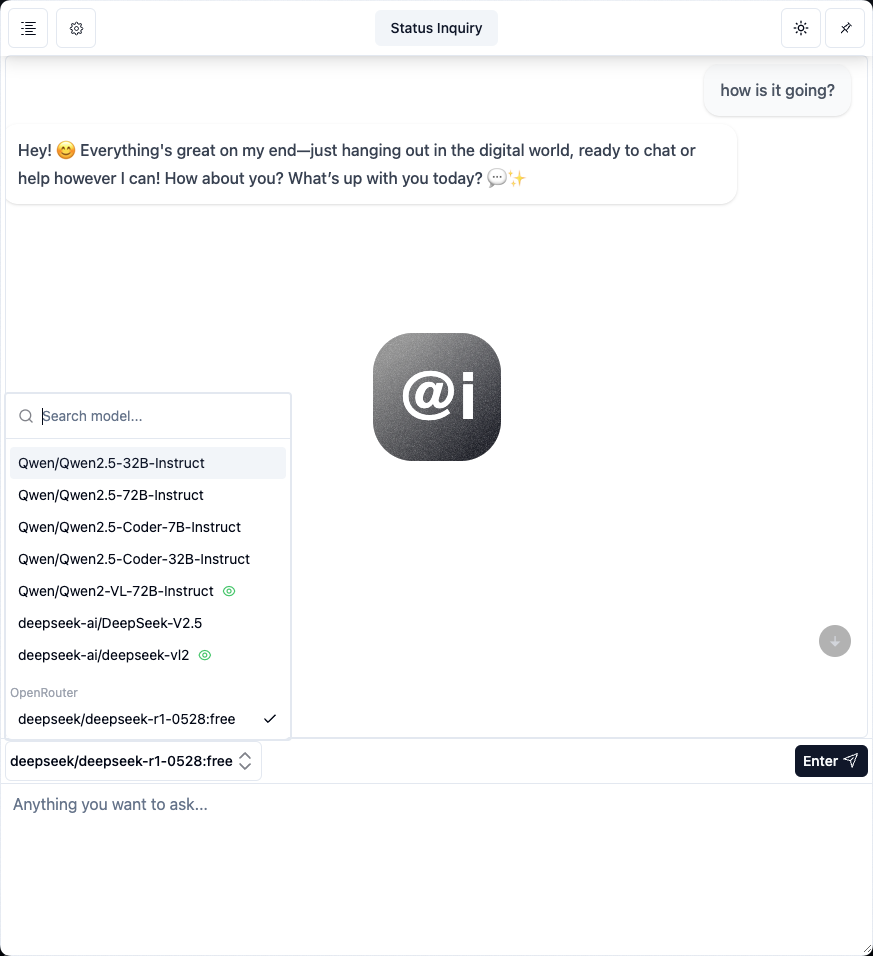 Status Inquiry
how is it going?
Hey! 😊 Everything's great on my end—just hanging out in the digital world, ready to chat or
help however I can! How about you? What’s up with you today? 💬✨
@i
Search model...
Qwen/Qwen2.5-32B-Instruct
Qwen/Qwen2.5-72B-Instruct
Qwen/Qwen2.5-Coder-7B-Instruct
Qwen/Qwen2.5-Coder-32B-Instruct
Qwen/Qwen2-VL-72B-Instruct
deepseek-ai/DeepSeek-V2.5
deepseek-ai/deepseek-vl2
OpenRouter
deepseek/deepseek-r1-0528:free
deepseek/deepseek-r1-0528:free
Enter
Anything you want to ask...